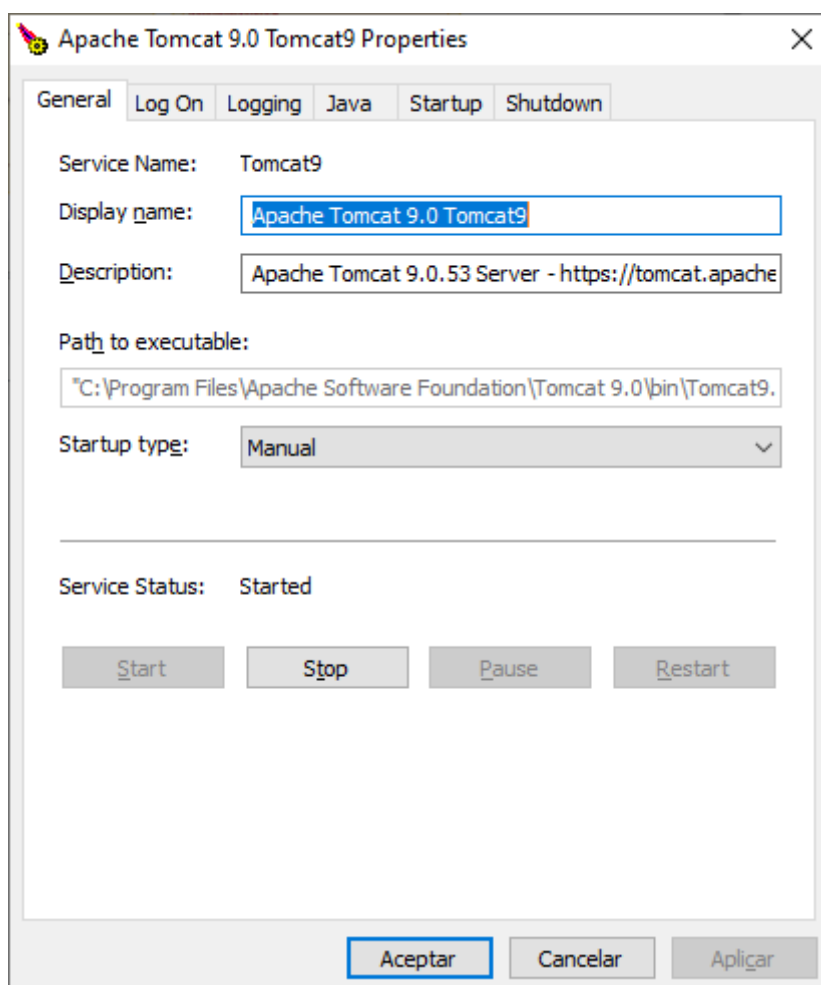 Apache Tomcat 9.0 Tomcat9 Properties
General Log On Logging Java Startup Shutdown
Service Name: Tomcat9
Display name: Apache Tomcat 9.0 Tomcat9
Description: Apache Tomcat 9.0.53 Server - https://tomcat.apache
Path to executable:
"C:\Program Files\Apache Software Foundation\Tomcat 9.0\bin\Tomcat9.
Startup type: Manual
Service Status: Started
Start Stop Pause Restart
Aceptar Cancelar Aplicar